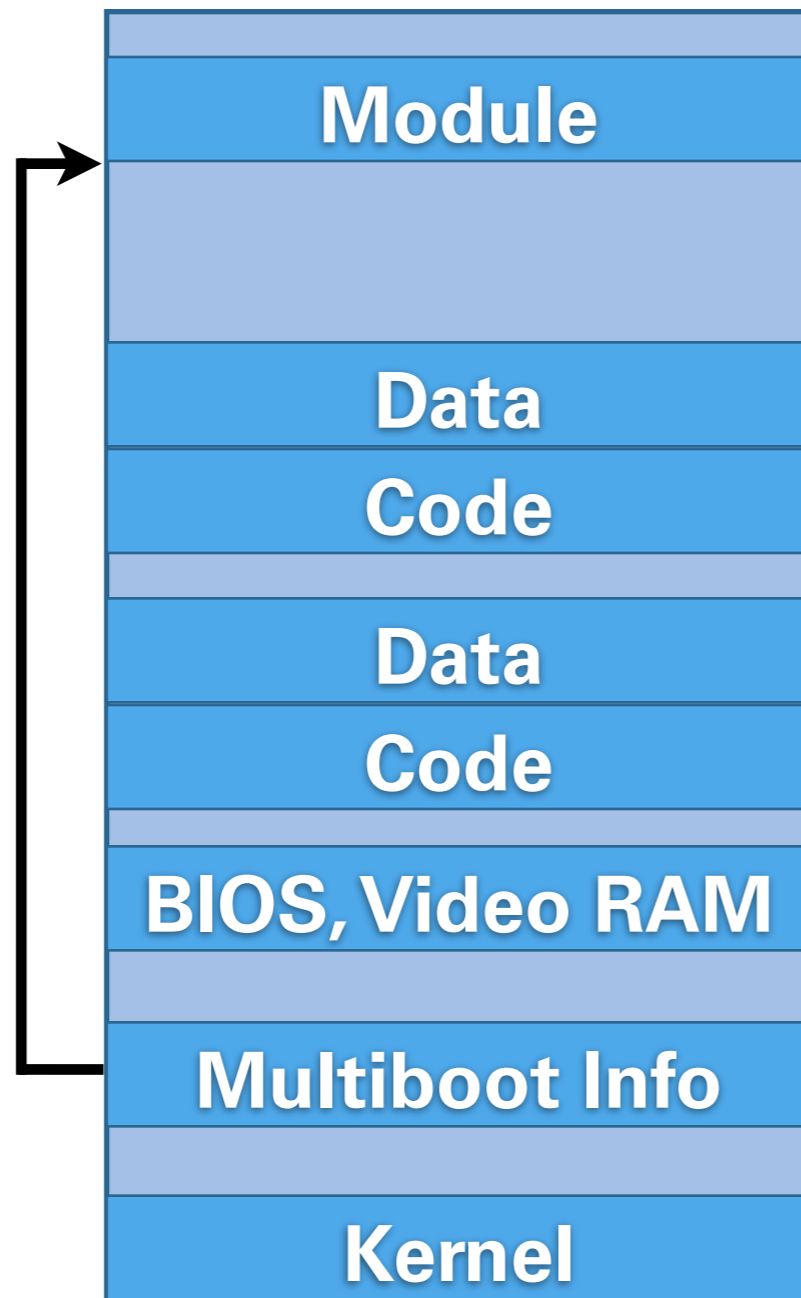 Module
Data
Code
Data
Code
BIOS, Video RAM
Multiboot Info
Kernel